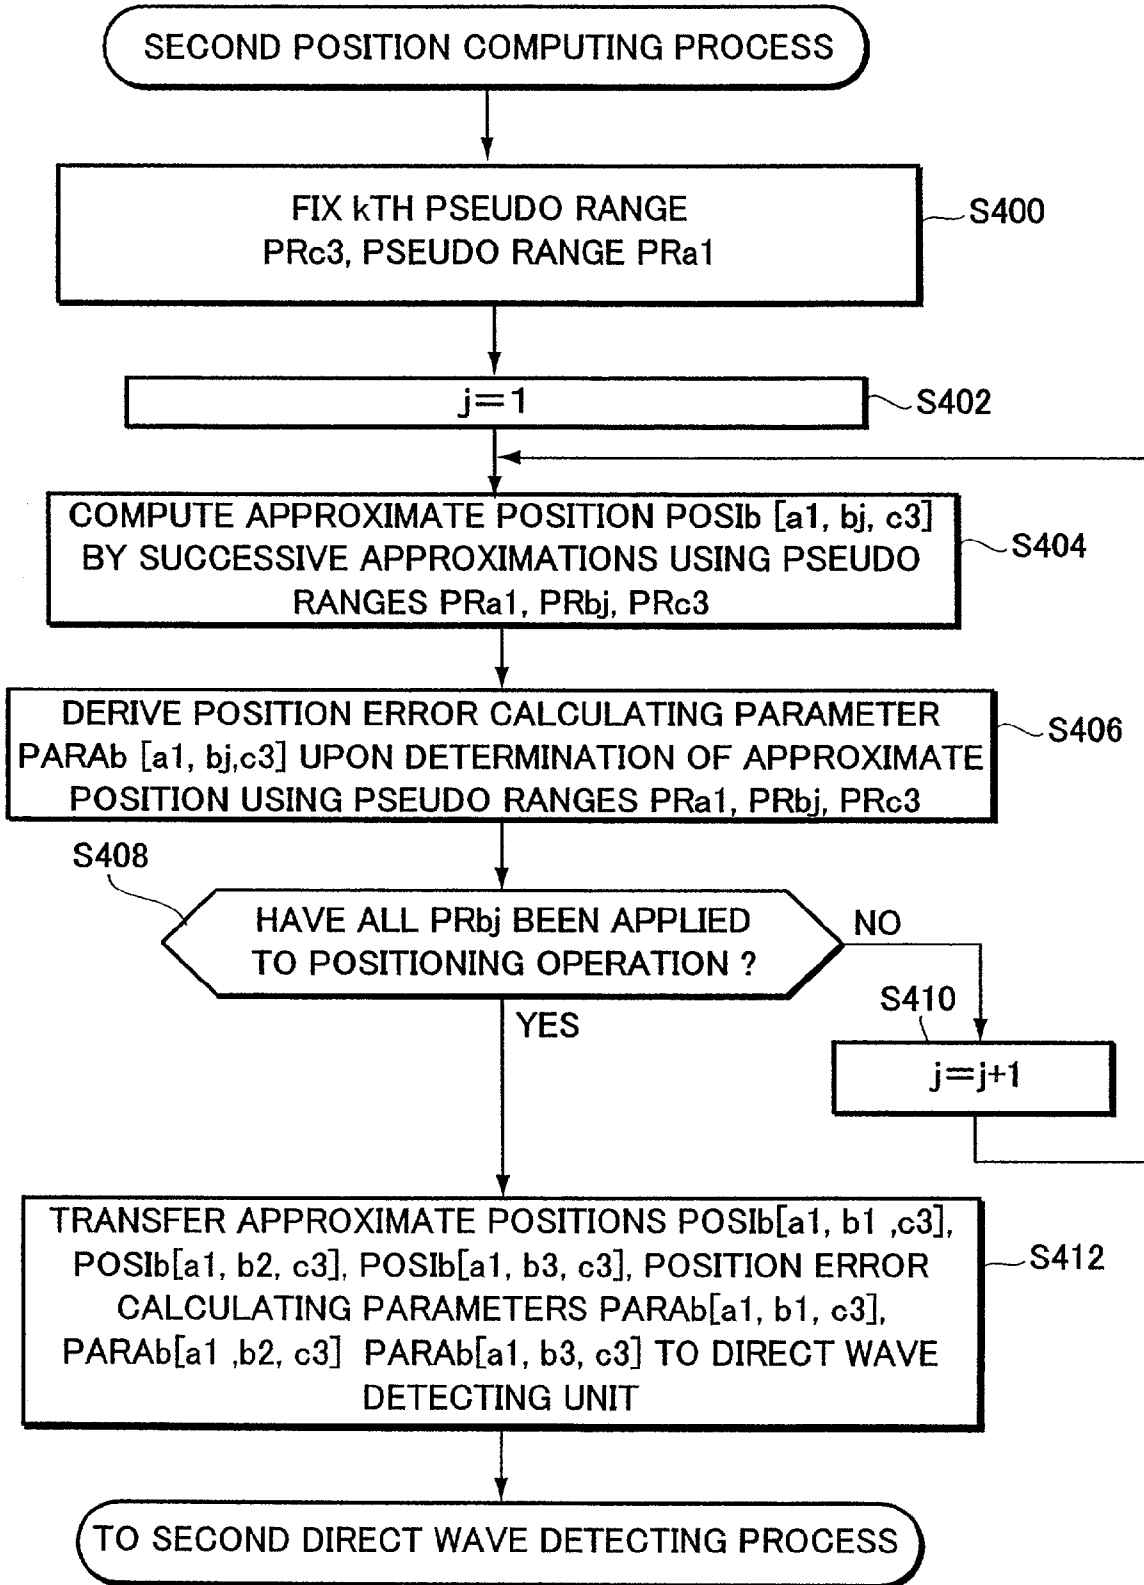 SECOND POSITION COMPUTING PROCESS
FIX kTH PSEUDO RANGE
PRc3, PSEUDO RANGE PRa1
S400
j=1
S402
COMPUTE APPROXIMATE POSITION POSIb [a1, bj, c3]
BY SUCCESSIVE APPROXIMATIONS USING PSEUDO
RANGES PRa1, PRbj, PRc3
S404
DERIVE POSITION ERROR CALCULATING PARAMETER
PARAb [a1, bj,c3] UPON DETERMINATION OF APPROXIMATE
POSITION USING PSEUDO RANGES PRa1, PRbj, PRc3
S406
S408
HAVE ALL PRbj BEEN APPLIED
TO POSITIONING OPERATION ?
NO
YES
S410
j=j+1
TRANSFER APPROXIMATE POSITIONS POSIb[a1, b1 ,c3],
POSIb[a1, b2, c3], POSIb[a1, b3, c3], POSITION ERROR
CALCULATING PARAMETERS PARAb[a1, b1, c3],
PARAb[a1 ,b2, c3] PARAb[a1, b3, c3] TO DIRECT WAVE
DETECTING UNIT
S412
TO SECOND DIRECT WAVE DETECTING PROCESS